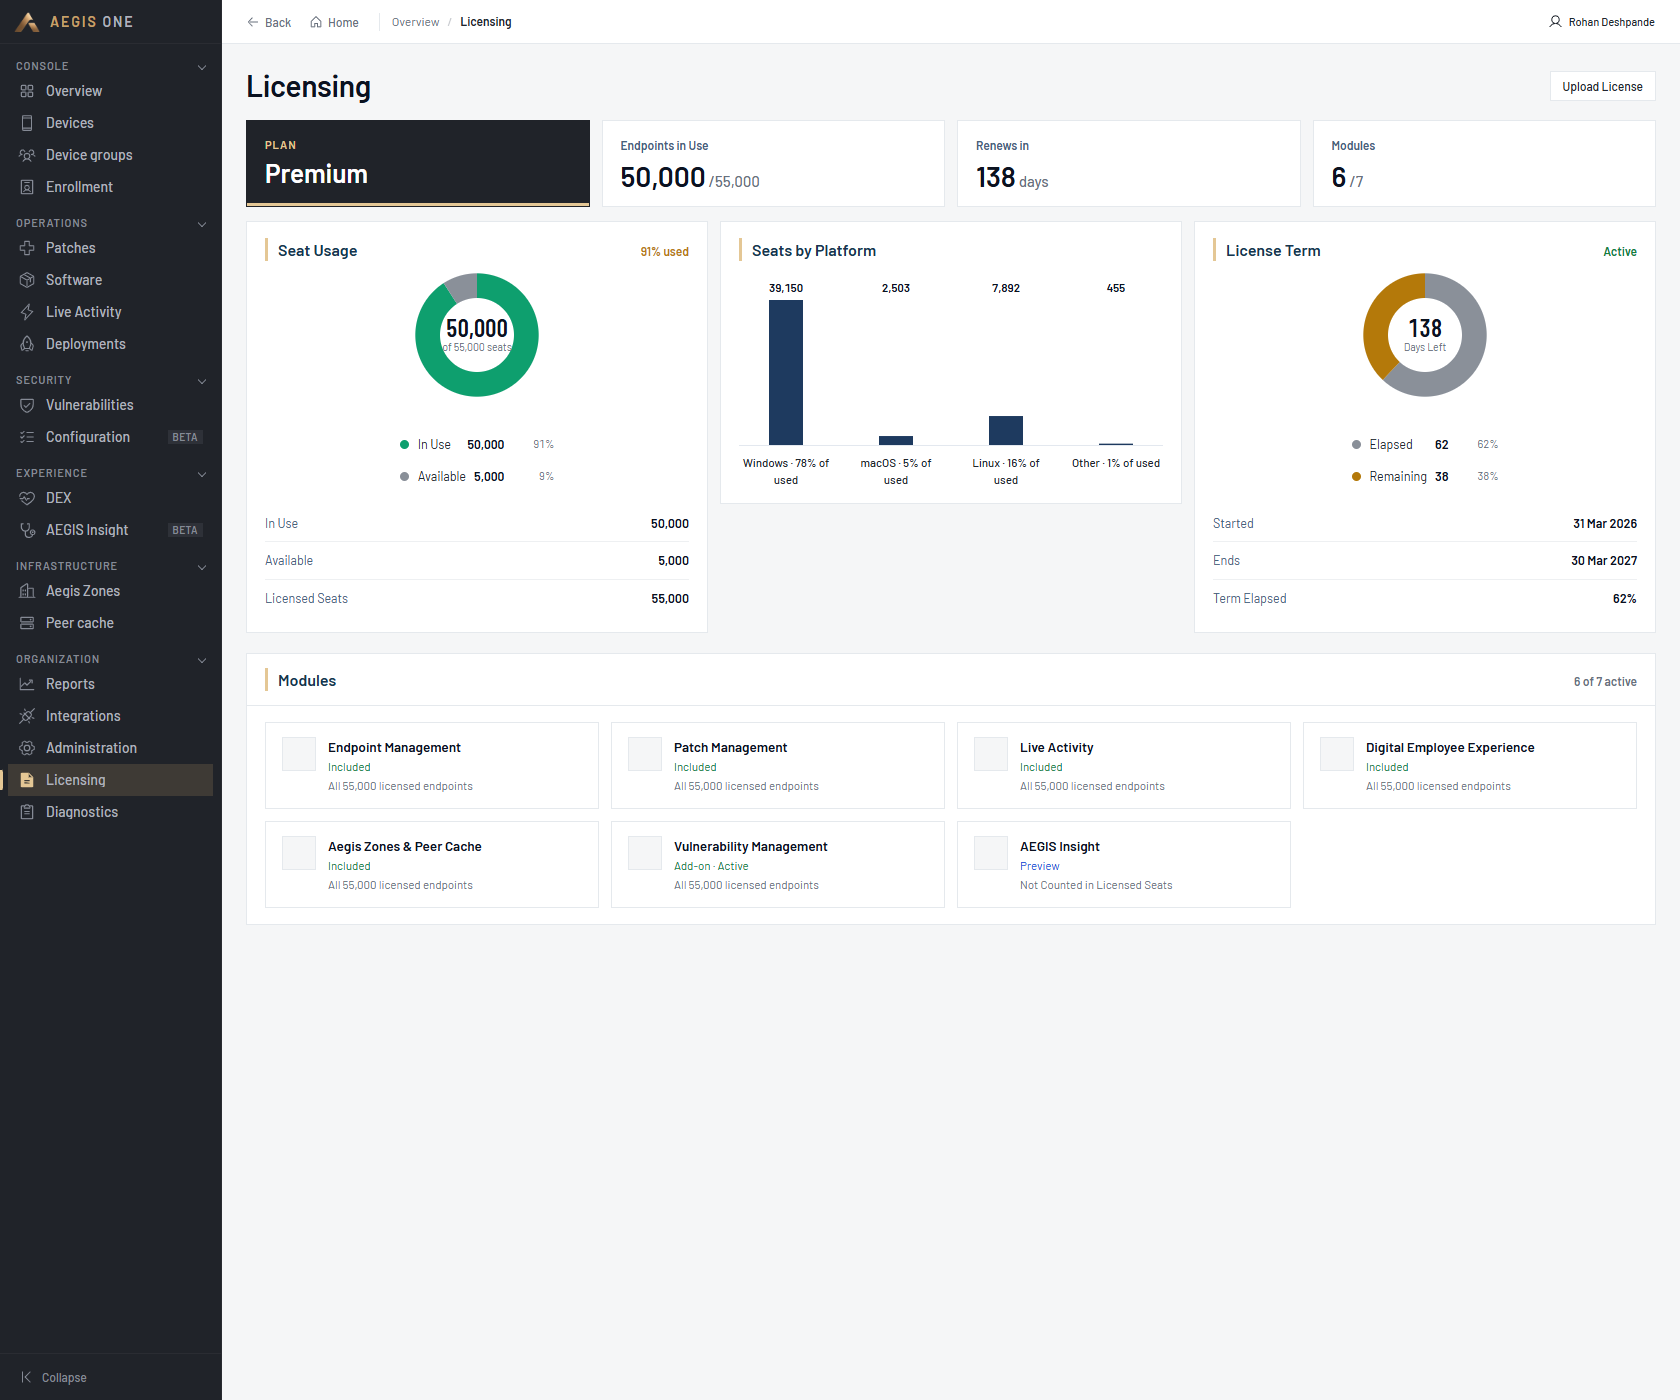 AEGIS ONE
CONSOLE
Overview
Devices
Device groups
Enrollment
OPERATIONS
Patches
Software
Live Activity
Deployments
SECURITY
Vulnerabilities
Configuration BETA
EXPERIENCE
DEX
AEGIS Insight BETA
INFRASTRUCTURE
Aegis Zones
Peer cache
ORGANIZATION
Reports
Integrations
Administration
Licensing
Diagnostics
Collapse
Back Home Overview / Licensing
Rohan Deshpande
Licensing
Upload License
PLAN
Premium
Endpoints in Use
50,000 /55,000
Renews in
138 days
Modules
6 /7
Seat Usage
91% used
50,000
of 55,000 seats
In Use 50,000 91%
Available 5,000 9%
In Use 50,000
Available 5,000
Licensed Seats 55,000
Seats by Platform
39,150 2,503 7,892 455
Windows · 78% of used
macOS · 5% of used
Linux · 16% of used
Other · 1% of used
License Term
Active
138
Days Left
Elapsed 62 62%
Remaining 38 38%
Started 31 Mar 2026
Ends 30 Mar 2027
Term Elapsed 62%
Modules
6 of 7 active
Endpoint Management
Included
All 55,000 licensed endpoints
Patch Management
Included
All 55,000 licensed endpoints
Live Activity
Included
All 55,000 licensed endpoints
Digital Employee Experience
Included
All 55,000 licensed endpoints
Aegis Zones & Peer Cache
Included
All 55,000 licensed endpoints
Vulnerability Management
Add-on · Active
All 55,000 licensed endpoints
AEGIS Insight
Preview
Not Counted in Licensed Seats